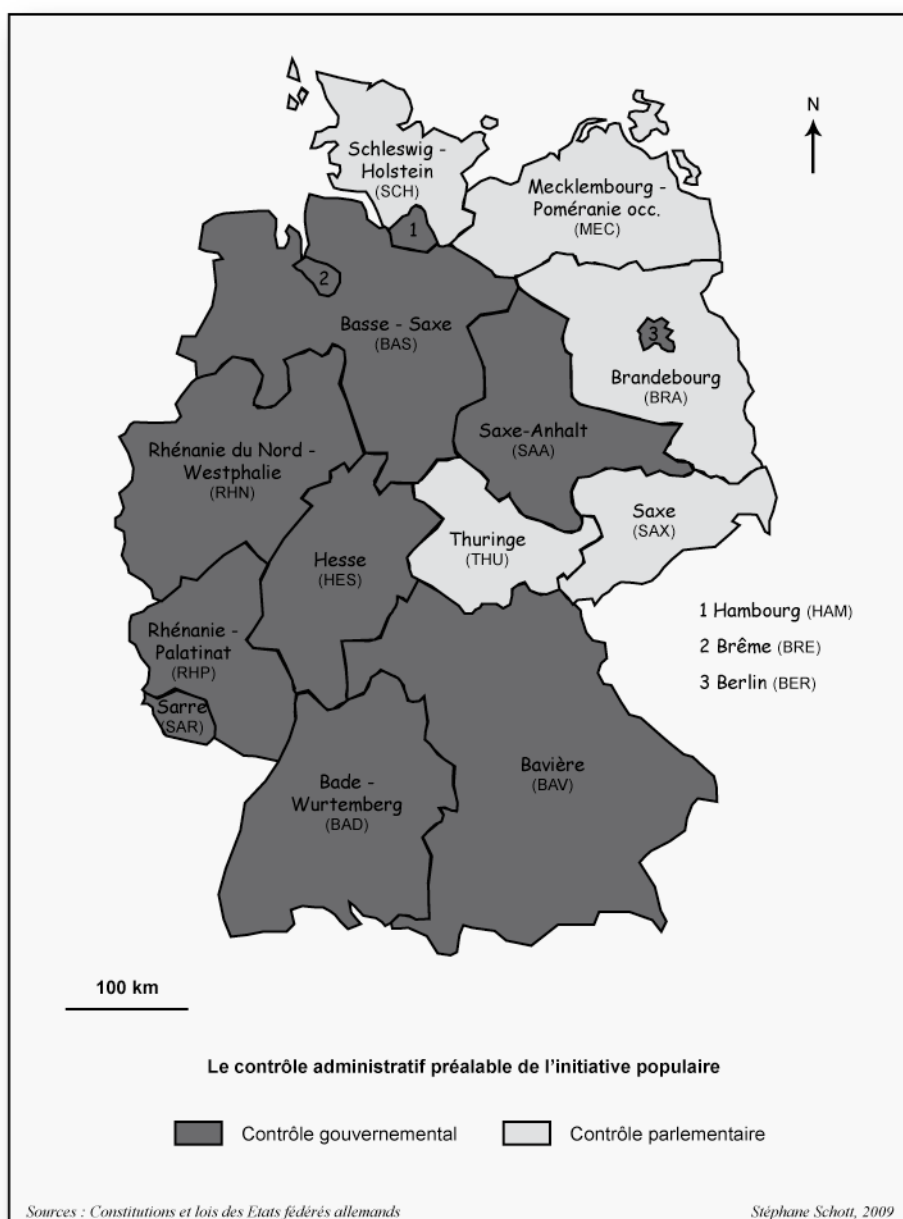 N
Schleswig -
Holstein
(SCH)
Mecklembourg -
Poméranie occ.
(MEC)
1
2
Basse - Saxe
(BAS)
3
Brandebourg
(BRA)
Saxe-Anhalt
(SAA)
Rhénanie du Nord -
Westphalie
(RHN)
Saxe
(SAX)
Thuringe
(THU)
Hesse
(HES)
1 Hambourg (HAM)
2 Brême (BRE)
3 Berlin (BER)
Rhénanie -
Palatinat
(RHP)
Sarre
(SAR)
Bade -
Wurtemberg
(BAD)
Bavière
(BAV)
100 km
Le contrôle administratif préalable de l'initiative populaire
Contrôle gouvernemental
Contrôle parlementaire
Sources : Constitutions et lois des Etats fédérés allemands
Stéphane Schott, 2009